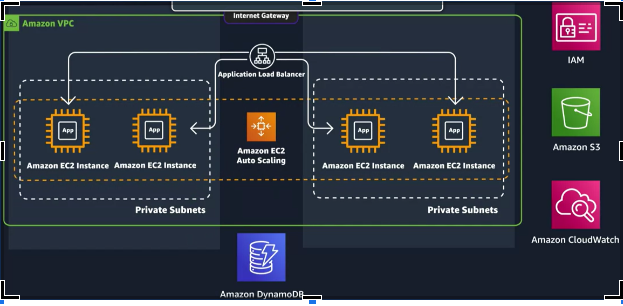 Internet Gateway
Amazon VPC
IAM
Application Load Balancer
App
App
App
App
Amazon EC2 Instance
Amazon EC2 Instance
Amazon EC2
Auto Scaling
Amazon EC2 Instance
Amazon EC2 Instance
Amazon S3
Private Subnets
Private Subnets
Amazon CloudWatch
Amazon DynamoDB